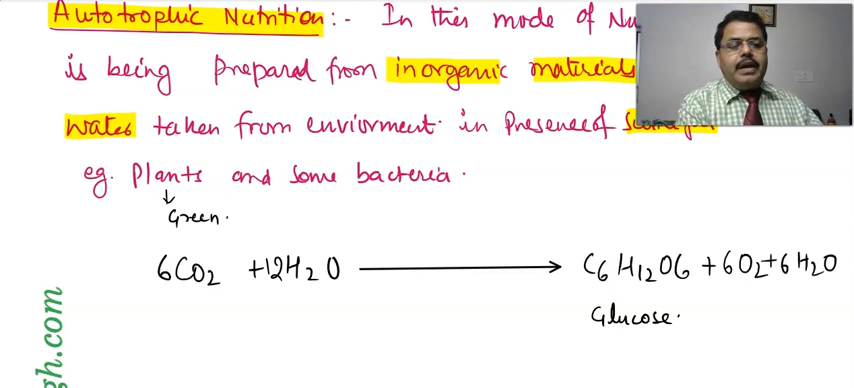 Autotrophic Nutrition :- In this mode of Nu
is being prepared from inorganic materials
water taken from enviorment. in presence of
eg. Plants and some bacteria.
Green.
6CO2 +12H2O → C6H12O6 + 6O2+6H2O
Glucose.
gh.com